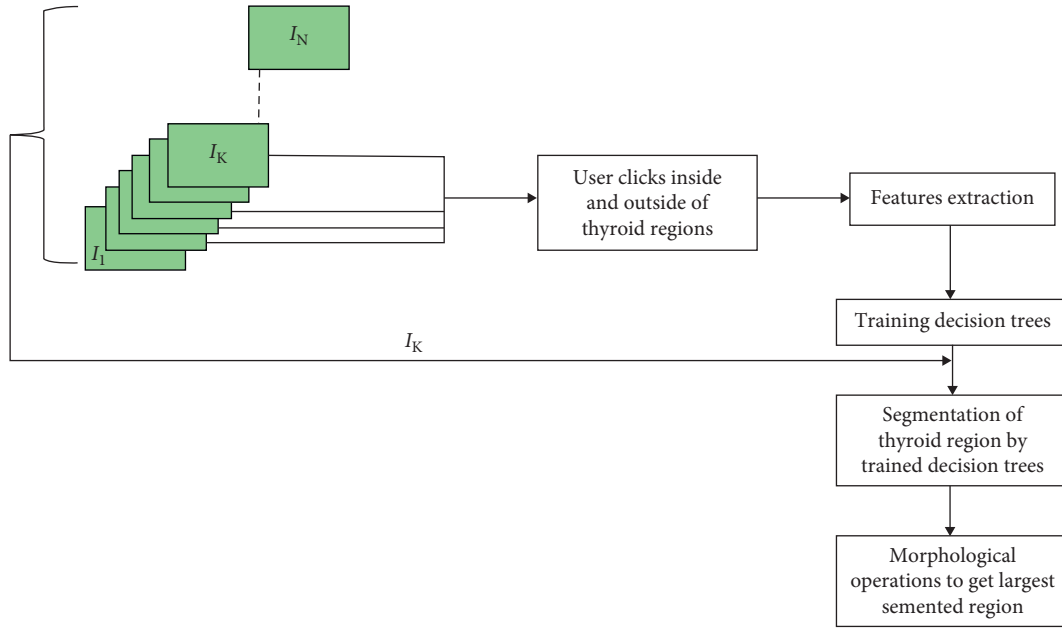 I_N
I_K
I_1
User clicks inside
and outside of
thyroid regions
Features extraction
Training decision trees
I_K
Segmentation of
thyroid region by
trained decision trees
Morphological
operations to get largest
semented region